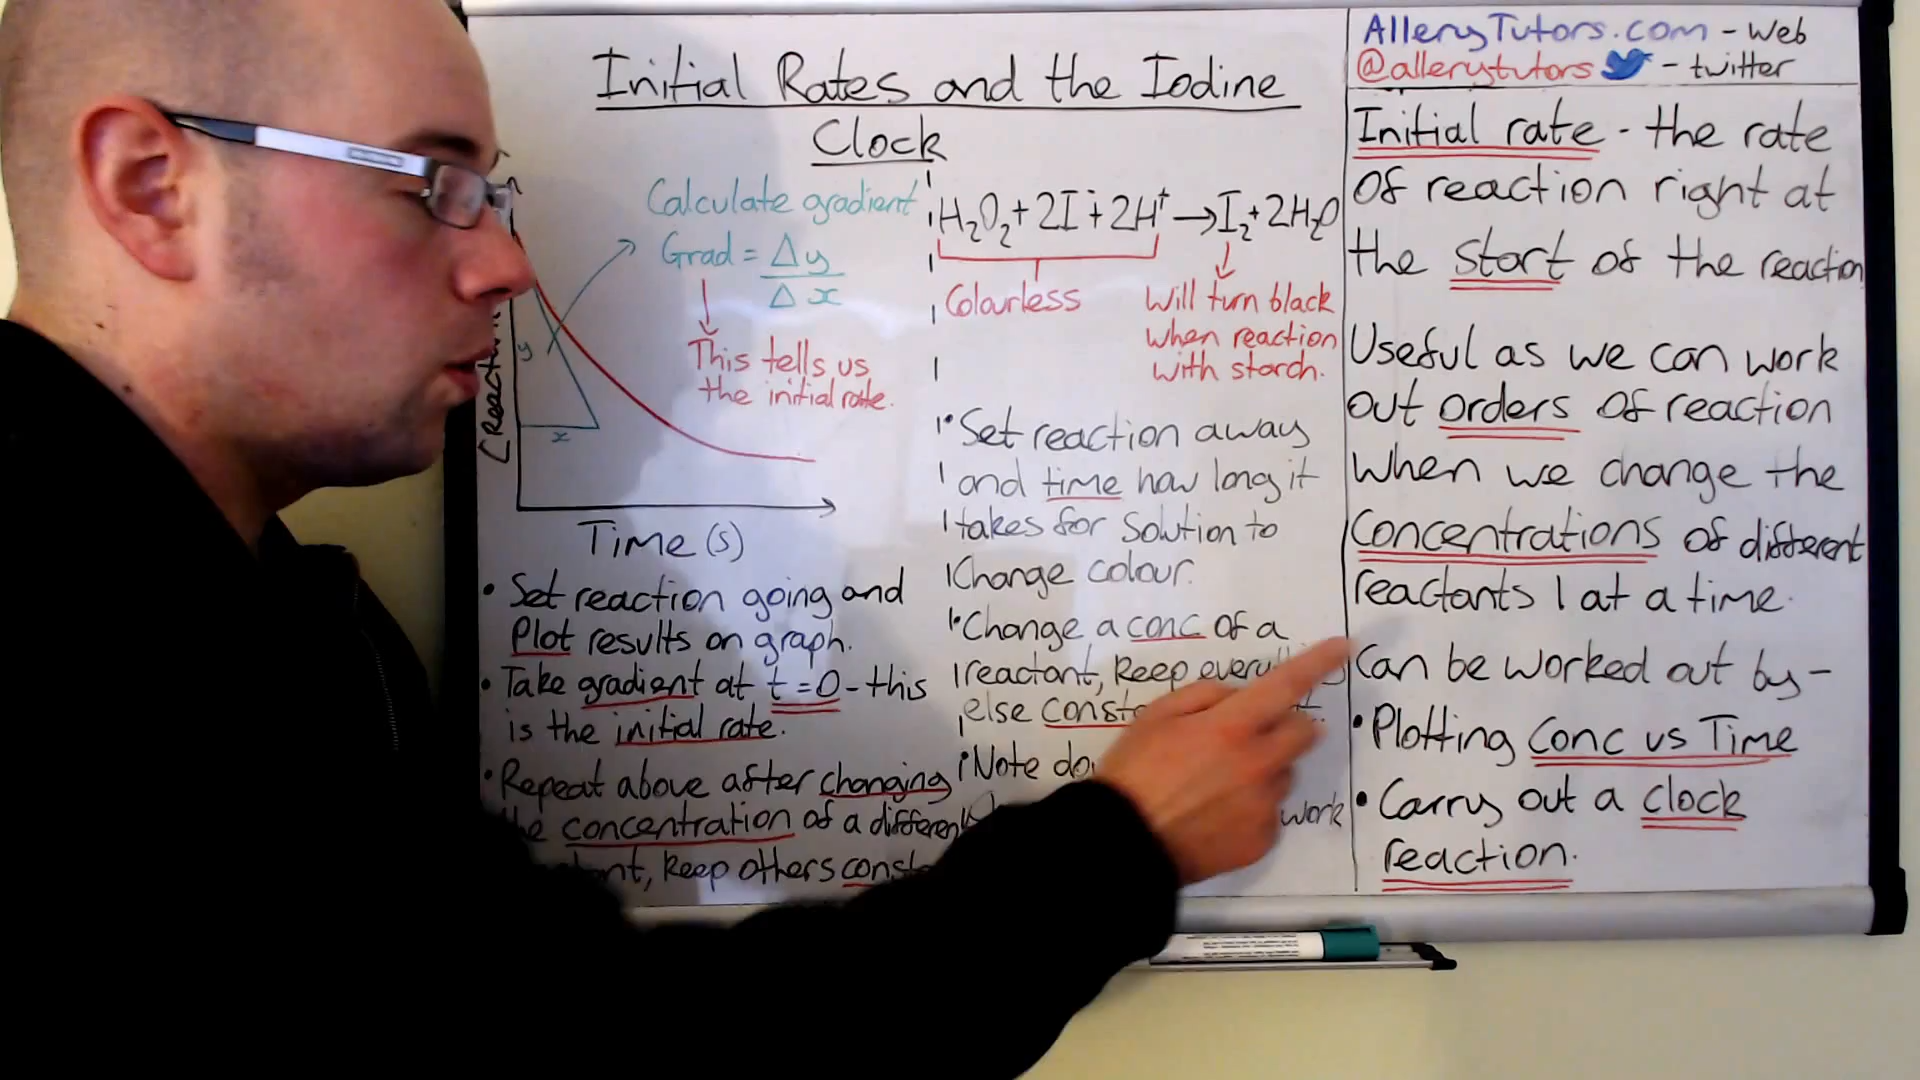 Initial Rates and the Iodine
Clock
AlleryTutors.com - Web
@allerytutors - twitter
Calculate gradient
Grad = Δy
Δx
This tells us
the initial rate.
y
x
Time (s)
• Set reaction going and
Plot results on graph.
• Take gradient at t=0 - this
is the initial rate.
• Repeat above after changing
concentration of a different
keep others
H₂O₂ + 2I⁻ + 2H⁺ → I₂ + 2H₂O
Colourless
Will turn black
when reaction
with starch.
• Set reaction away
and time how long it
takes for solution to
Change colour.
• Change a conc of a
reactant, keep
else
• Note
work
Initial rate - the rate
of reaction right at
the start of the reaction
Useful as we can work
out orders of reaction
when we change the
concentrations of different
reactants 1 at a time.
Can be worked out by -
• Plotting Conc vs Time
• Carry out a clock
reaction.